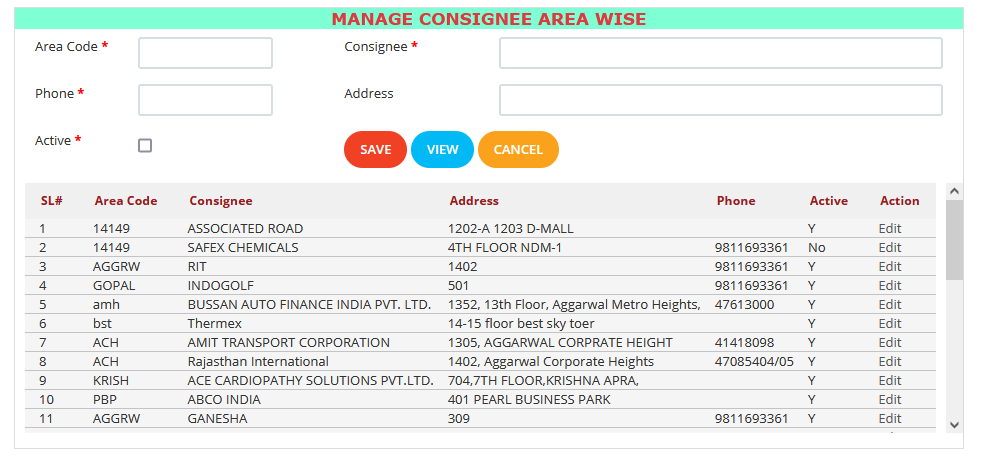 MANAGE CONSIGNEE AREA WISE
Area Code * Consignee *
Phone * Address
Active * SAVE VIEW CANCEL
SL# Area Code Consignee Address Phone Active Action
1 14149 ASSOCIATED ROAD 1202-A 1203 D-MALL Y Edit
2 14149 SAFEX CHEMICALS 4TH FLOOR NDM-1 9811693361 No Edit
3 AGGRW RIT 1402 9811693361 Y Edit
4 GOPAL INDOGOLF 501 9811693361 Y Edit
5 amh BUSSAN AUTO FINANCE INDIA PVT. LTD. 1352, 13th Floor, Aggarwal Metro Heights, 47613000 Y Edit
6 bst Thermex 14-15 floor best sky toer Y Edit
7 ACH AMIT TRANSPORT CORPORATION 1305, AGGARWAL CORPRATE HEIGHT 41418098 Y Edit
8 ACH Rajasthan International 1402, Aggarwal Corporate Heights 47085404/05 Y Edit
9 KRISH ACE CARDIOPATHY SOLUTIONS PVT.LTD. 704,7TH FLOOR,KRISHNA APRA, Y Edit
10 PBP ABCO INDIA 401 PEARL BUSINESS PARK Y Edit
11 AGGRW GANESHA 309 9811693361 Y Edit